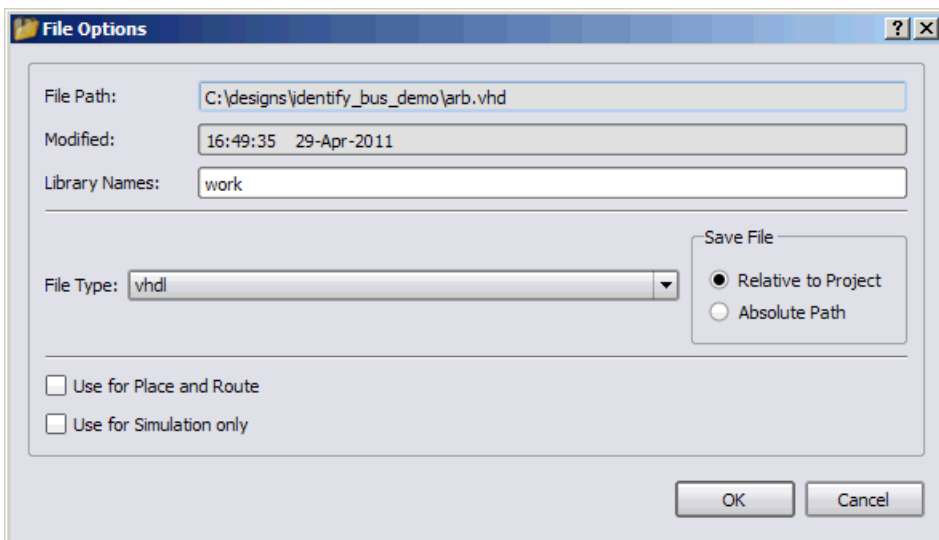 File Options
File Path: C:\designs\identify_bus_demo\arb.vhd
Modified: 16:49:35 29-Apr-2011
Library Names: work
Save File
File Type: vhdl
Relative to Project
Absolute Path
Use for Place and Route
Use for Simulation only
OK Cancel